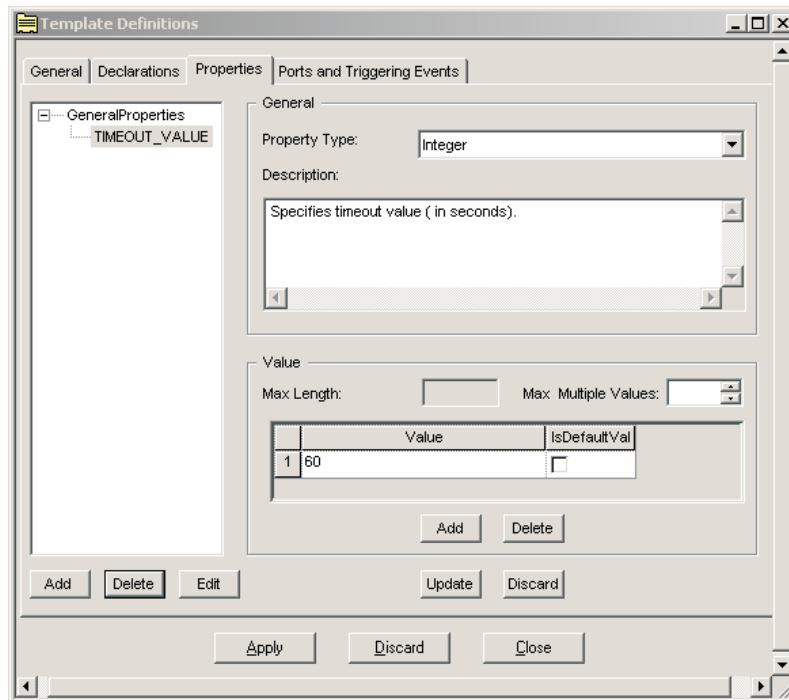 Template Definitions
General Declarations Properties Ports and Triggering Events
GeneralProperties
TIMEOUT_VALUE
General
Property Type: Integer
Description:
Specifies timeout value ( in seconds).
Value
Max Length: Max Multiple Values:
Value IsDefaultVal
1 60
Add Delete
Add Delete Edit Update Discard
Apply Discard Close